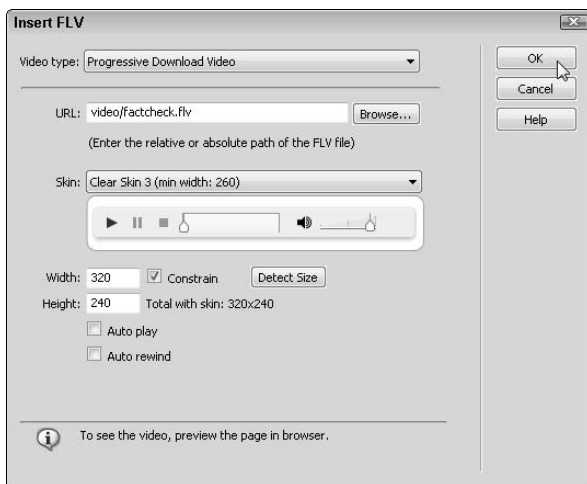 Insert FLV
Video type: Progressive Download Video
OK
Cancel
Help
URL: video/factcheck.flv Browse...
(Enter the relative or absolute path of the FLV file)
Skin: Clear Skin 3 (min width: 260)
Width: 320 Constrain Detect Size
Height: 240 Total with skin: 320x240
Auto play
Auto rewind
To see the video, preview the page in browser.